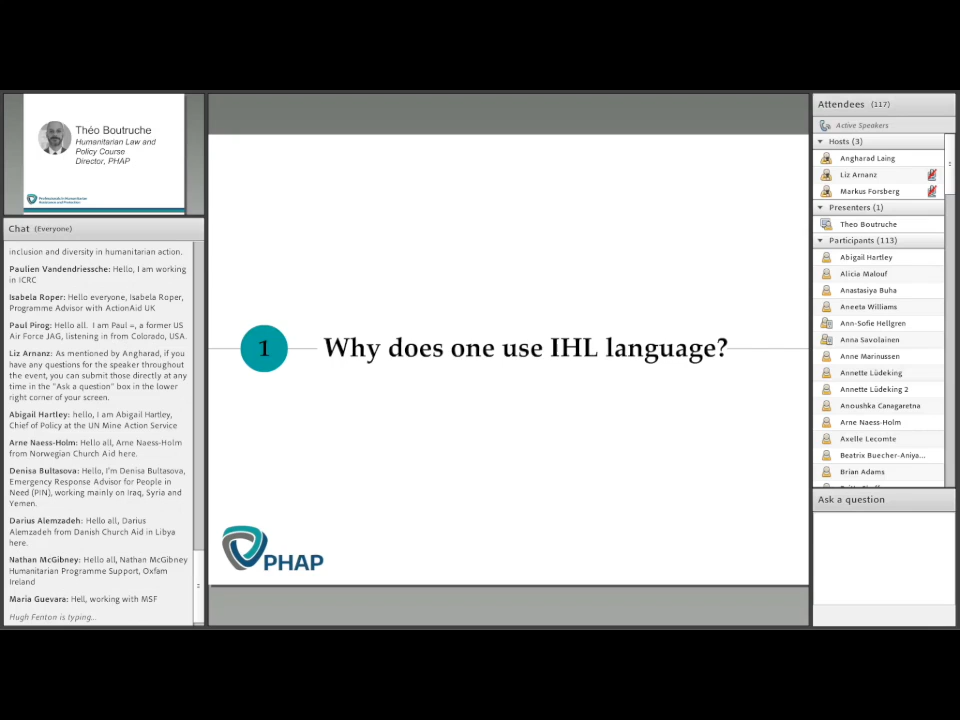 Théo Boutruche
Humanitarian Law and
Policy Course
Director, PHAP
Professionals in Humanitarian
Assistance and Protection
Chat (Everyone)
inclusion and diversity in humanitarian action.
Paulien Vandendriessche: Hello, I am working
in ICRC
Isabela Roper: Hello everyone, Isabela Roper,
Programme Advisor with ActionAid UK
Paul Pirog: Hello all. I am Paul =, a former US
Air Force JAG, listening in from Colorado, USA.
Liz Arnanz: As mentioned by Angharad, if you
have any questions for the speaker throughout
the event, you can submit those directly at any
time in the "Ask a question" box in the lower
right corner of your screen.
Abigail Hartley: hello, I am Abigail Hartley,
Chief of Policy at the UN Mine Action Service
Arne Naess-Holm: Hello all, Arne Naess-Holm
from Norwegian Church Aid here.
Denisa Bultasova: Hello, I'm Denisa Bultasova,
Emergency Response Advisor for People in
Need (PIN), working mainly on Iraq, Syria and
Yemen.
Darius Alemzadeh: Hello all, Darius
Alemzadeh from Danish Church Aid in Libya
here.
Nathan McGibney: Hello all, Nathan McGibney
Humanitarian Programme Support, Oxfam
Ireland
Maria Guevara: Hell, working with MSF
Hugh Fenton is typing...
1 Why does one use IHL language?
PHAP
Attendees (117)
Active Speakers
Hosts (3)
Angharad Laing
Liz Arnanz
Markus Forsberg
Presenters (1)
Theo Boutruche
Participants (113)
Abigail Hartley
Alicia Malouf
Anastasiya Buha
Aneeta Williams
Ann-Sofie Hellgren
Anna Savolainen
Anne Marinussen
Annette Lüdeking
Annette Lüdeking 2
Anoushka Canagaretna
Arne Naess-Holm
Axelle Lecomte
Beatrix Buecher-Aniya...
Brian Adams
Ask a question